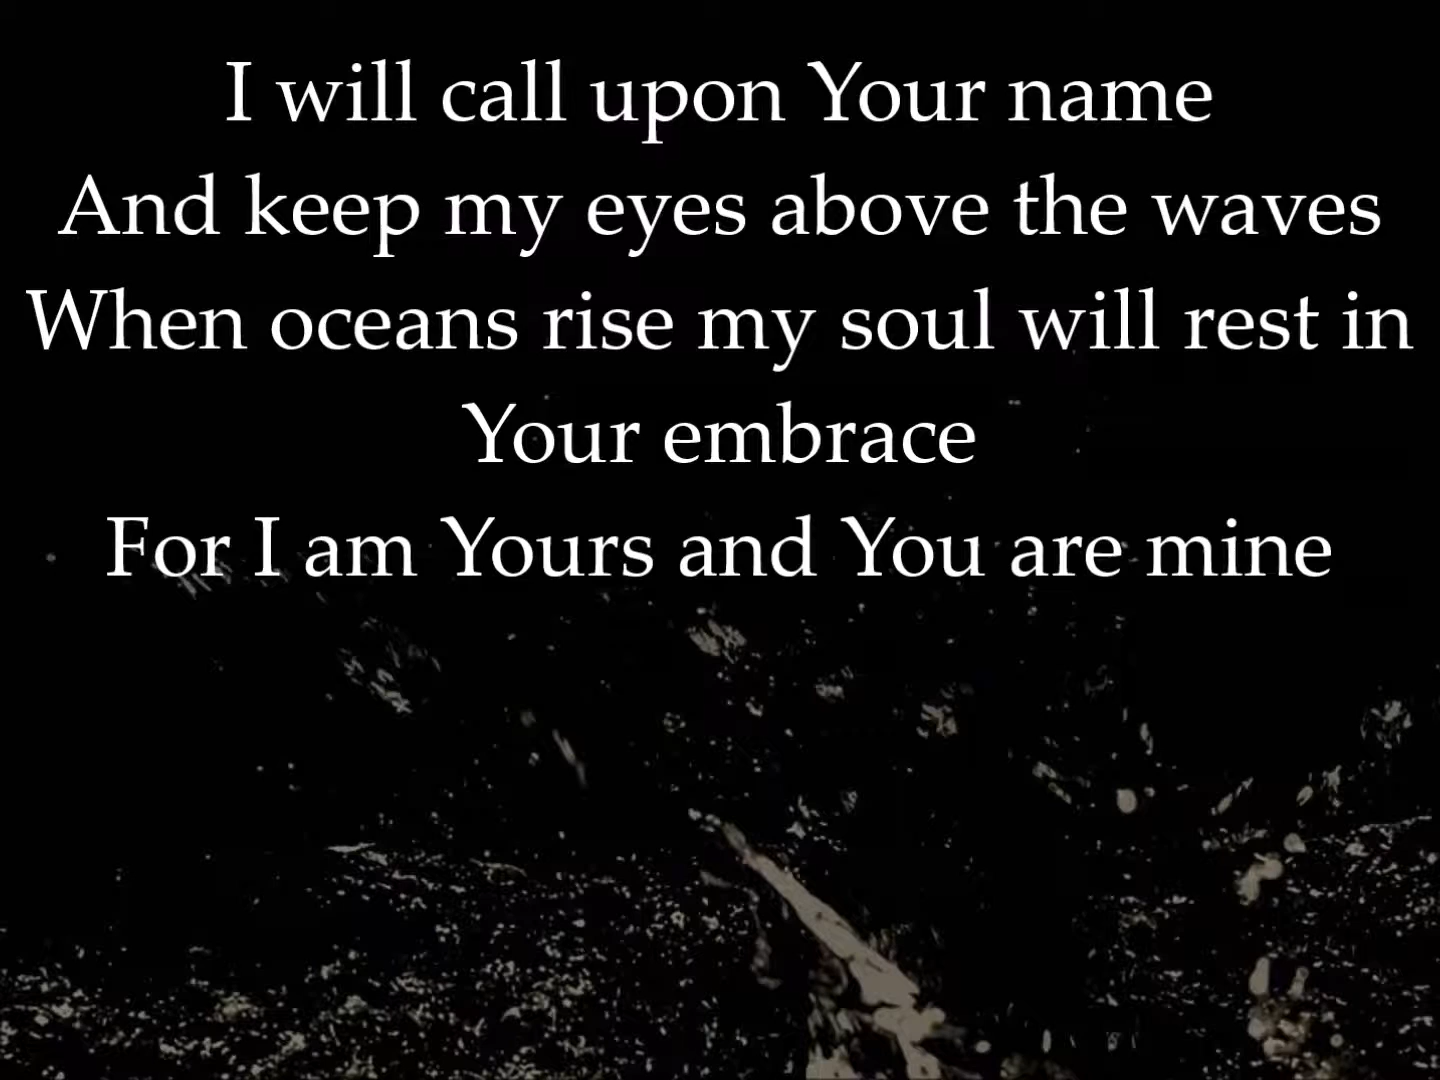 I will call upon Your name
And keep my eyes above the waves
When oceans rise my soul will rest in
Your embrace
For I am Yours and You are mine